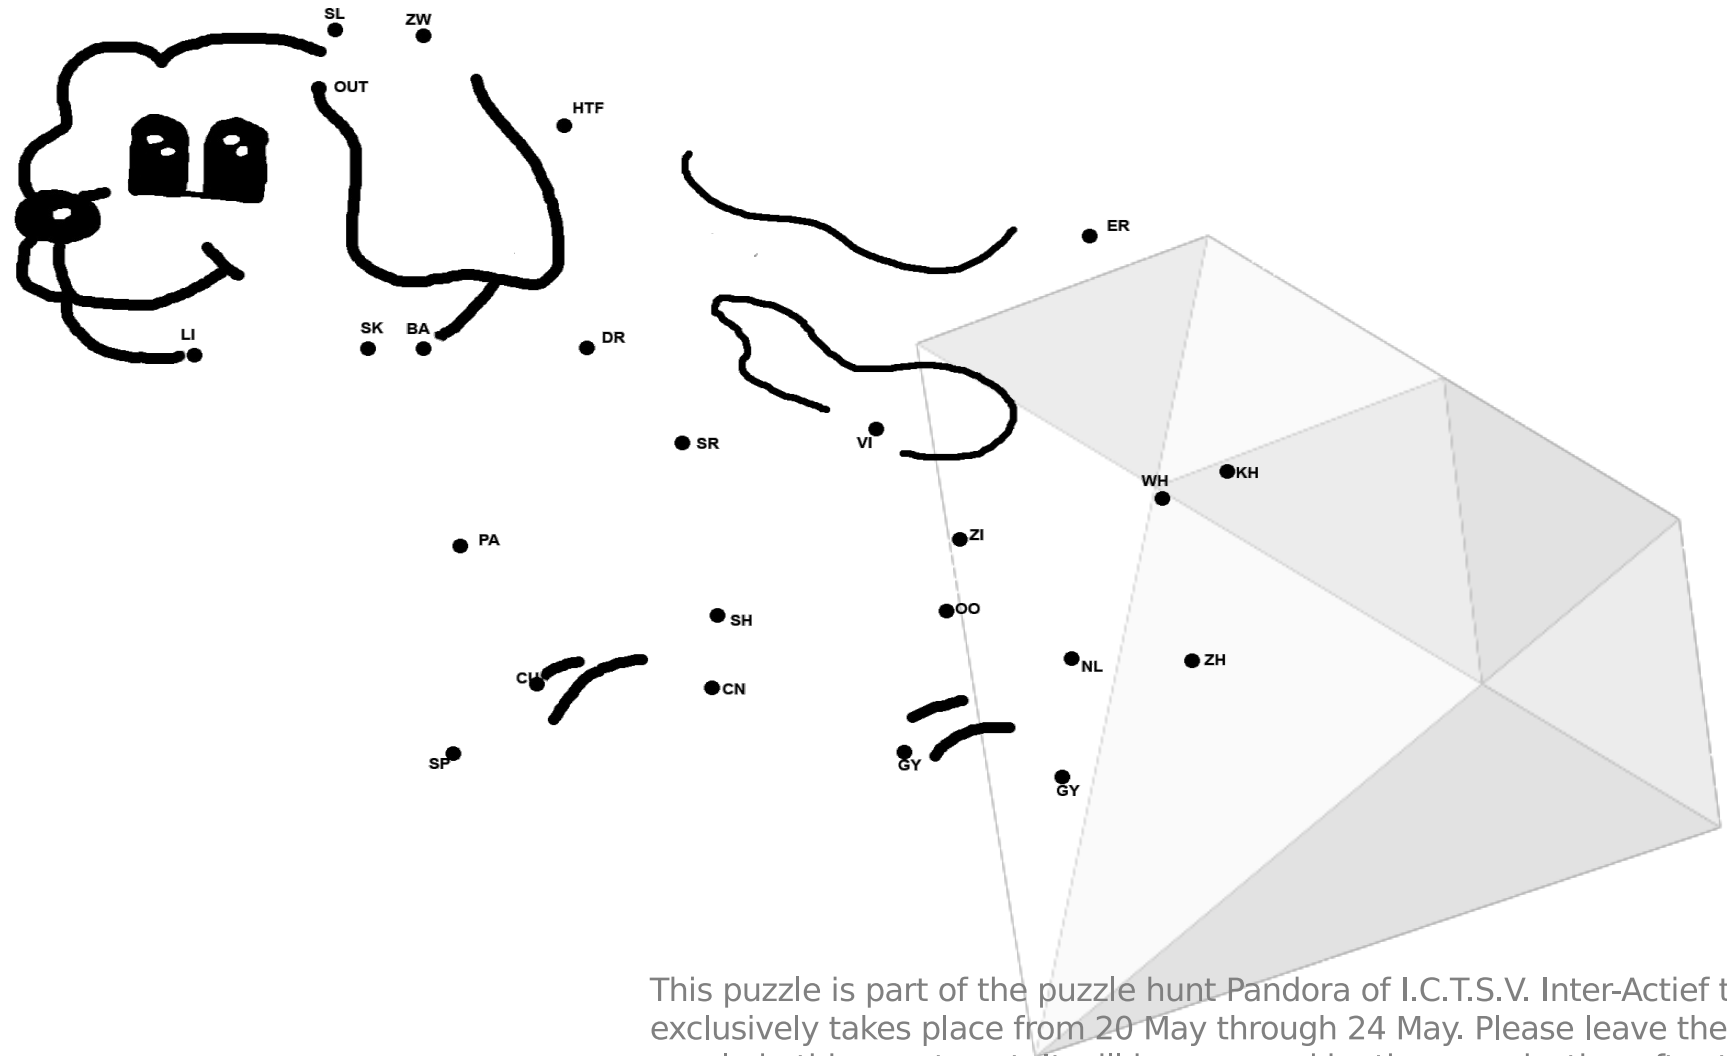 SL
ZW
OUT
HTF
ER
LI
SK
BA
DR
VI
SR
WH
KH
PA
ZI
OO
SH
NL
ZH
CU
CN
SP
GY
GY
This puzzle is part of the puzzle hunt Pandora of I.C.T.S.V. Inter-Actief t
exclusively takes place from 20 May through 24 May. Please leave the